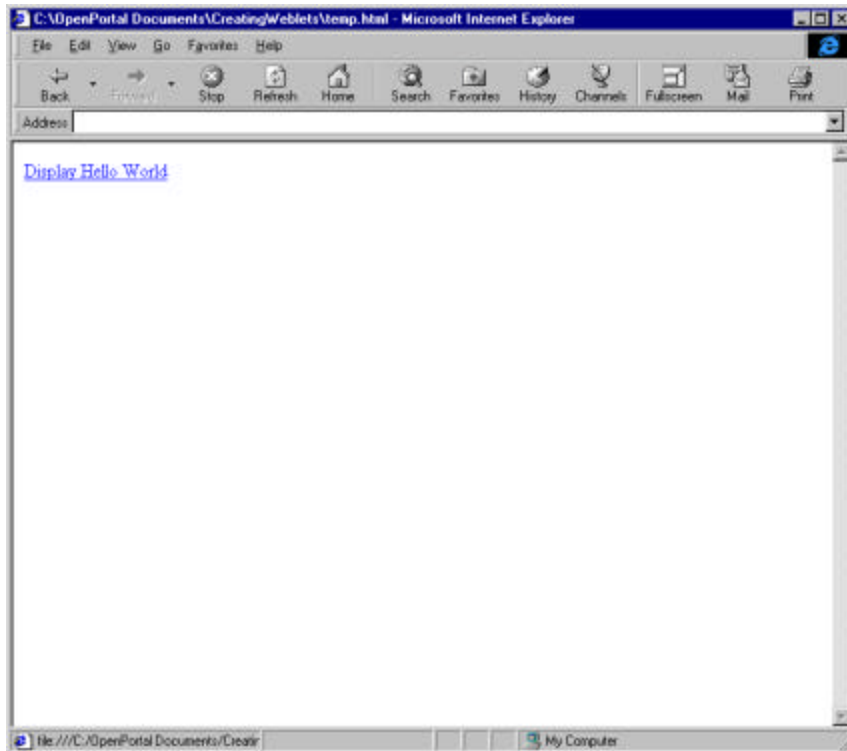 C:\OpenPortal Documents\CreatingWeblets\temp.html - Microsoft Internet Explorer
File Edit View Go Favorites Help
Back Forward Stop Refresh Home Search Favorites History Channels Fullscreen Mail Print
Address
Display Hello World
file:///C:/OpenPortal Documents/Creatin My Computer